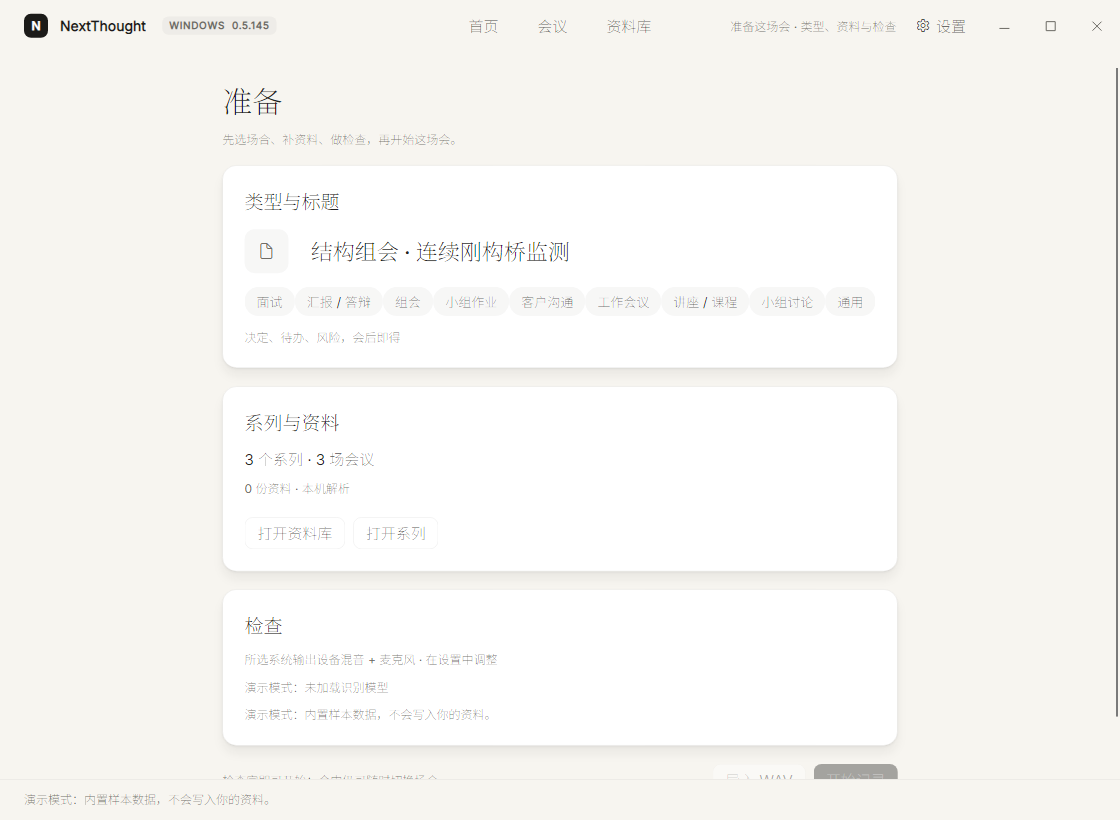 N NextThought WINDOWS 0.5.145 首页 会议 资料库 准备这场会 · 类型、资料与检查 设置
准备
先选场合、补资料、做检查，再开始这场会。
类型与标题
结构组会 · 连续刚构桥监测
面试 汇报 / 答辩 组会 小组作业 客户沟通 工作会议 讲座 / 课程 小组讨论 通用
决定、待办、风险，会后即得
系列与资料
3 个系列 · 3 场会议
0 份资料 · 本机解析
打开资料库 打开系列
检查
所选系统输出设备混音 + 麦克风 · 在设置中调整
演示模式：未加载识别模型
演示模式：内置样本数据，不会写入你的资料。
导入 WAV 开始记录
演示模式：内置样本数据，不会写入你的资料。